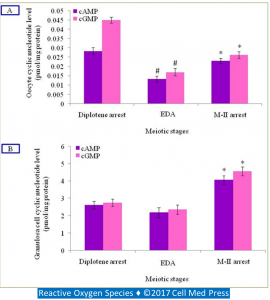 A
cAMP
cGMP
Oocyte cyclic nucleotide level
(pmol/mg protein)
0.05
0.045
0.04
0.035
0.03
0.025
0.02
0.015
0.01
0.005
0
#
#
*
*
Diplotene arrest
EDA
M-II arrest
Meiotic stages
B
cAMP
cGMP
Granulosa cell cyclic nucleotide level
(pmol/mg protein)
6
4
2
0
*
*
Diplotene arrest
EDA
M-II arrest
Meiotic stages
Reactive Oxygen Species ♦ ©2017 Cell Med Press